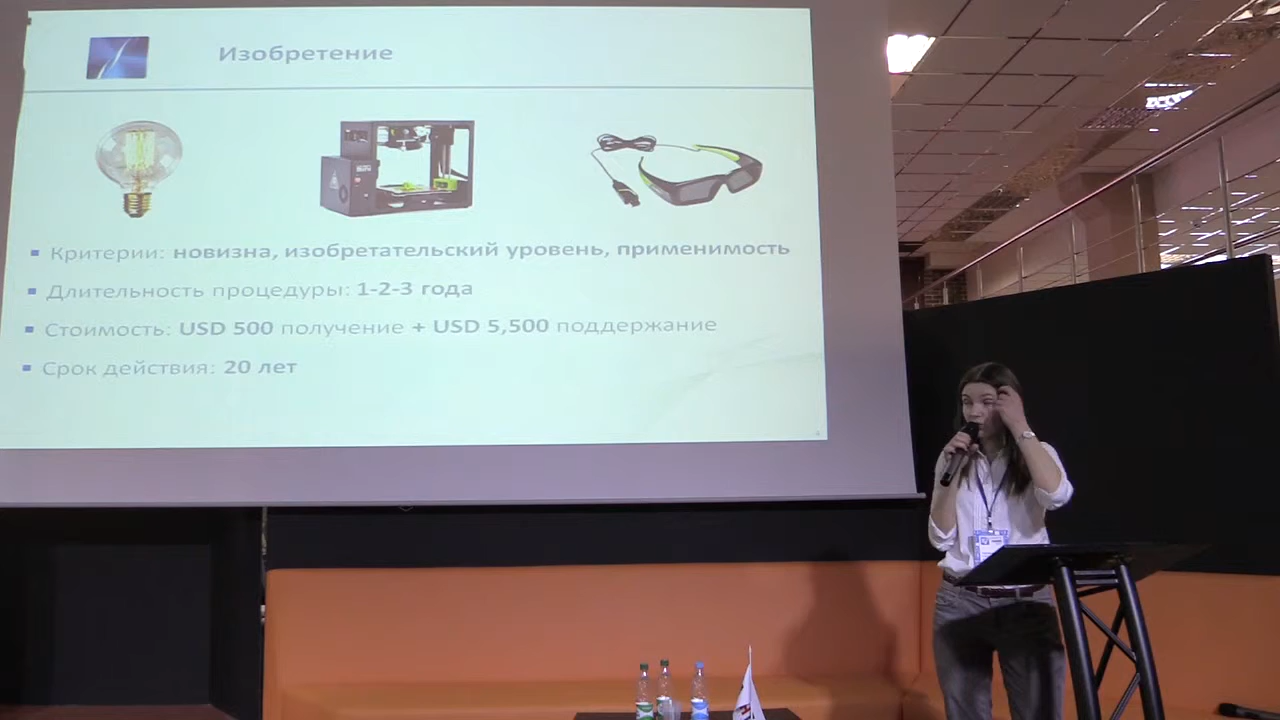 Изобретение
Критерии: новизна, изобретательский уровень, применимость
Длительность процедуры: 1-2-3 года
Стоимость: USD 500 получение + USD 5,500 поддержание
Срок действия: 20 лет